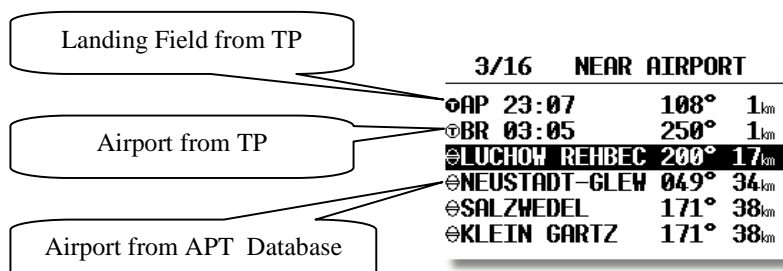 Landing Field from TP
Airport from TP
Airport from APT Database
3/16 NEAR AIRPORT
AP 23:07 108° 1km
BR 03:05 250° 1km
LUCHOW REHBEC 200° 17km
NEUSTADT-GLEW 049° 34km
SALZWEDEL 171° 38km
KLEIN GARTZ 171° 38km